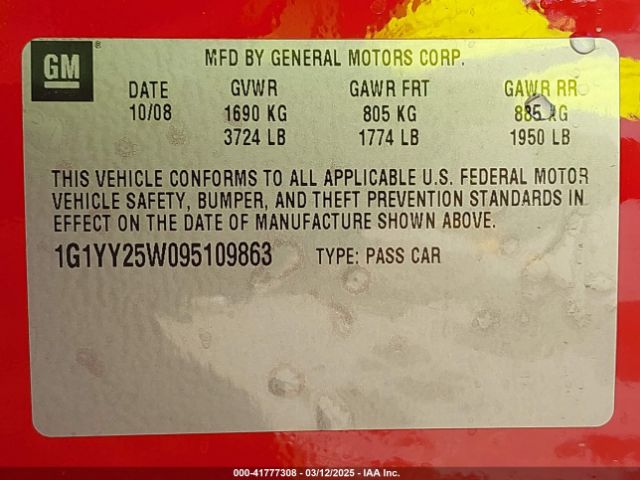 GM ®
MFD BY GENERAL MOTORS CORP.
DATE GVWR GAWR FRT GAWR RR
10/08 1690 KG 805 KG 885 KG
3724 LB 1774 LB 1950 LB
THIS VEHICLE CONFORMS TO ALL APPLICABLE U.S. FEDERAL MOTOR
VEHICLE SAFETY, BUMPER, AND THEFT PREVENTION STANDARDS IN
EFFECT ON THE DATE OF MANUFACTURE SHOWN ABOVE.
1G1YY25W095109863 TYPE: PASS CAR
000-41777308 - 03/12/2025 - IAA Inc.